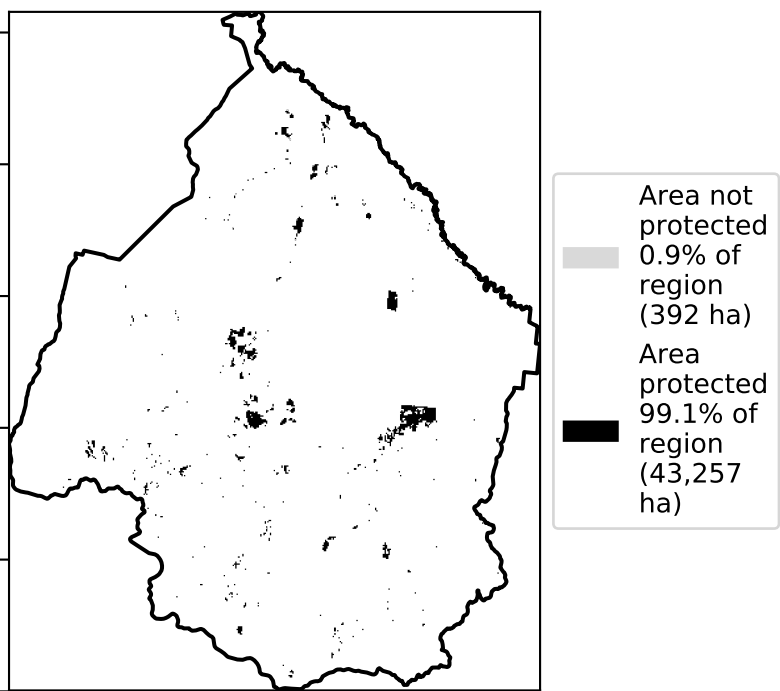 Area not
protected
0.9% of
region
(392 ha)
Area
protected
99.1% of
region
(43,257
ha)